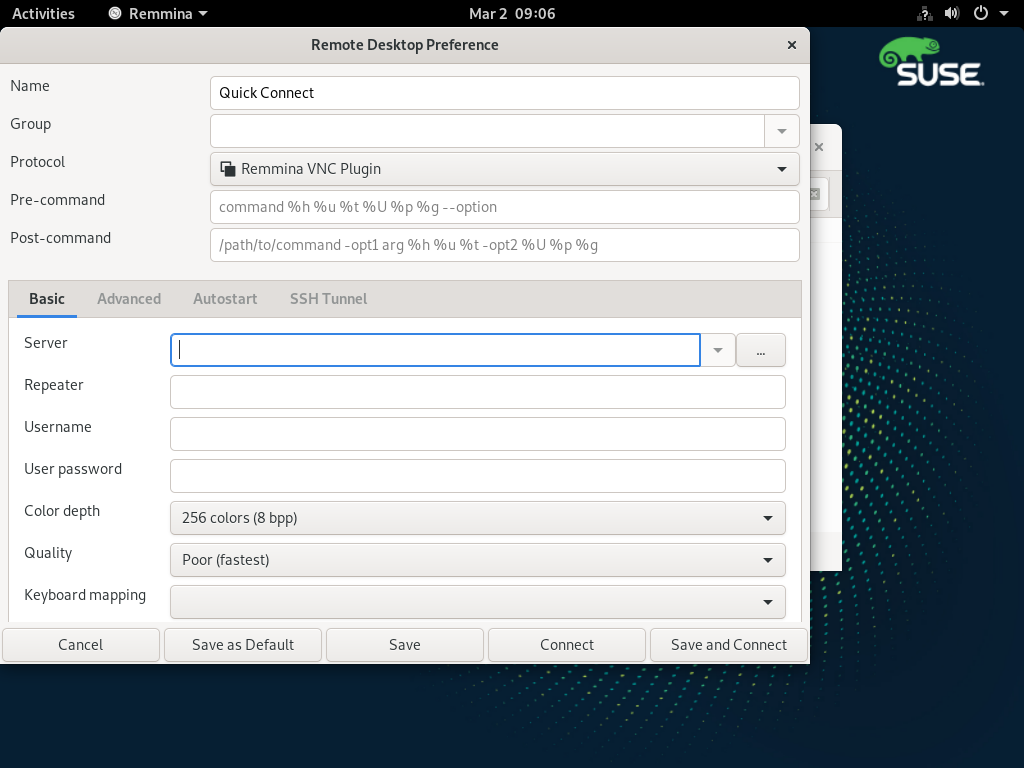 Activities Remmina Mar 2 09:06
Remote Desktop Preference
SUSE
Name Quick Connect
Group
Protocol Remmina VNC Plugin
Pre-command command %h %u %t %U %p %g --option
Post-command /path/to/command -opt1 arg %h %u %t -opt2 %U %p %g
Basic Advanced Autostart SSH Tunnel
Server ...
Repeater
Username
User password
Color depth 256 colors (8 bpp)
Quality Poor (fastest)
Keyboard mapping
Cancel Save as Default Save Connect Save and Connect